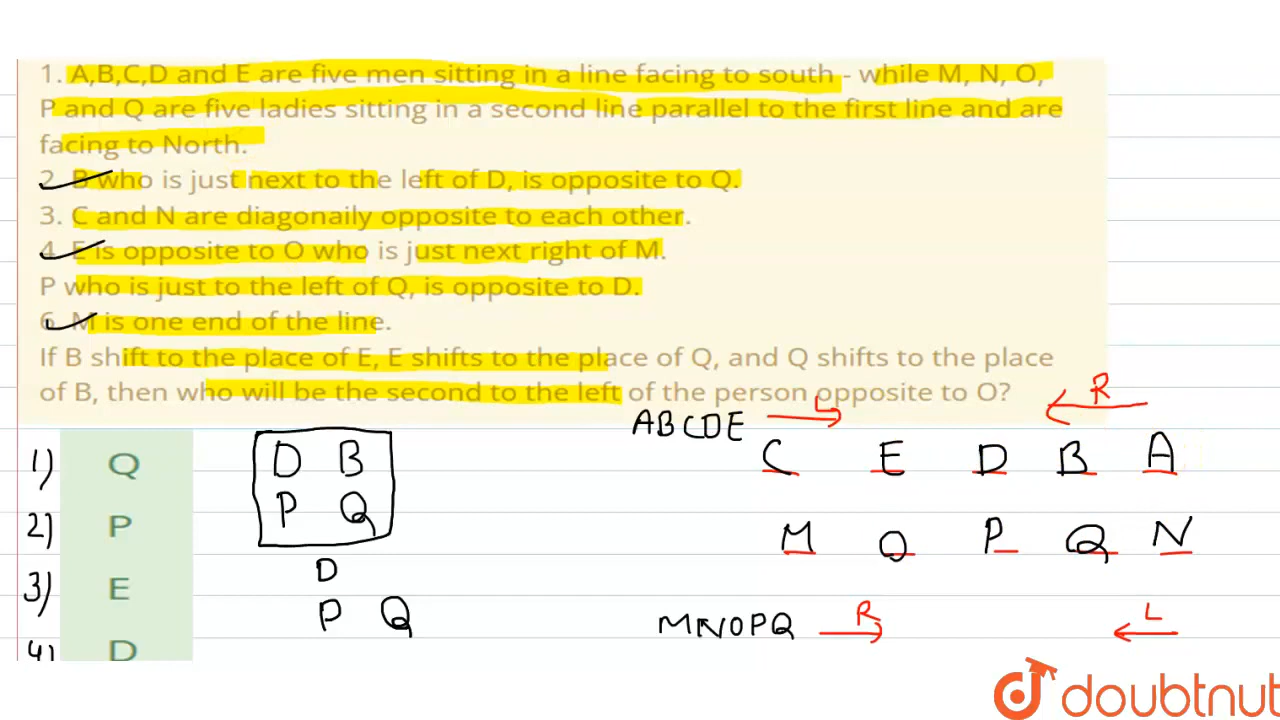 1. A,B,C,D and E are five men sitting in a line facing to south - while M, N, O,
P and Q are five ladies sitting in a second line parallel to the first line and are
facing to North.
2. B who is just next to the left of D, is opposite to Q.
3. C and N are diagonaily opposite to each other.
4. E is opposite to O who is just next right of M.
P who is just to the left of Q, is opposite to D.
6. M is one end of the line.
If B shift to the place of E, E shifts to the place of Q, and Q shifts to the place
of B, then who will be the second to the left of the person opposite to O?
ABCDE L R
C E D B A
M O P Q N
MNOPQ R L
D B
P Q
D
P Q
1) Q
2) P
3) E
4) D
doubtnut